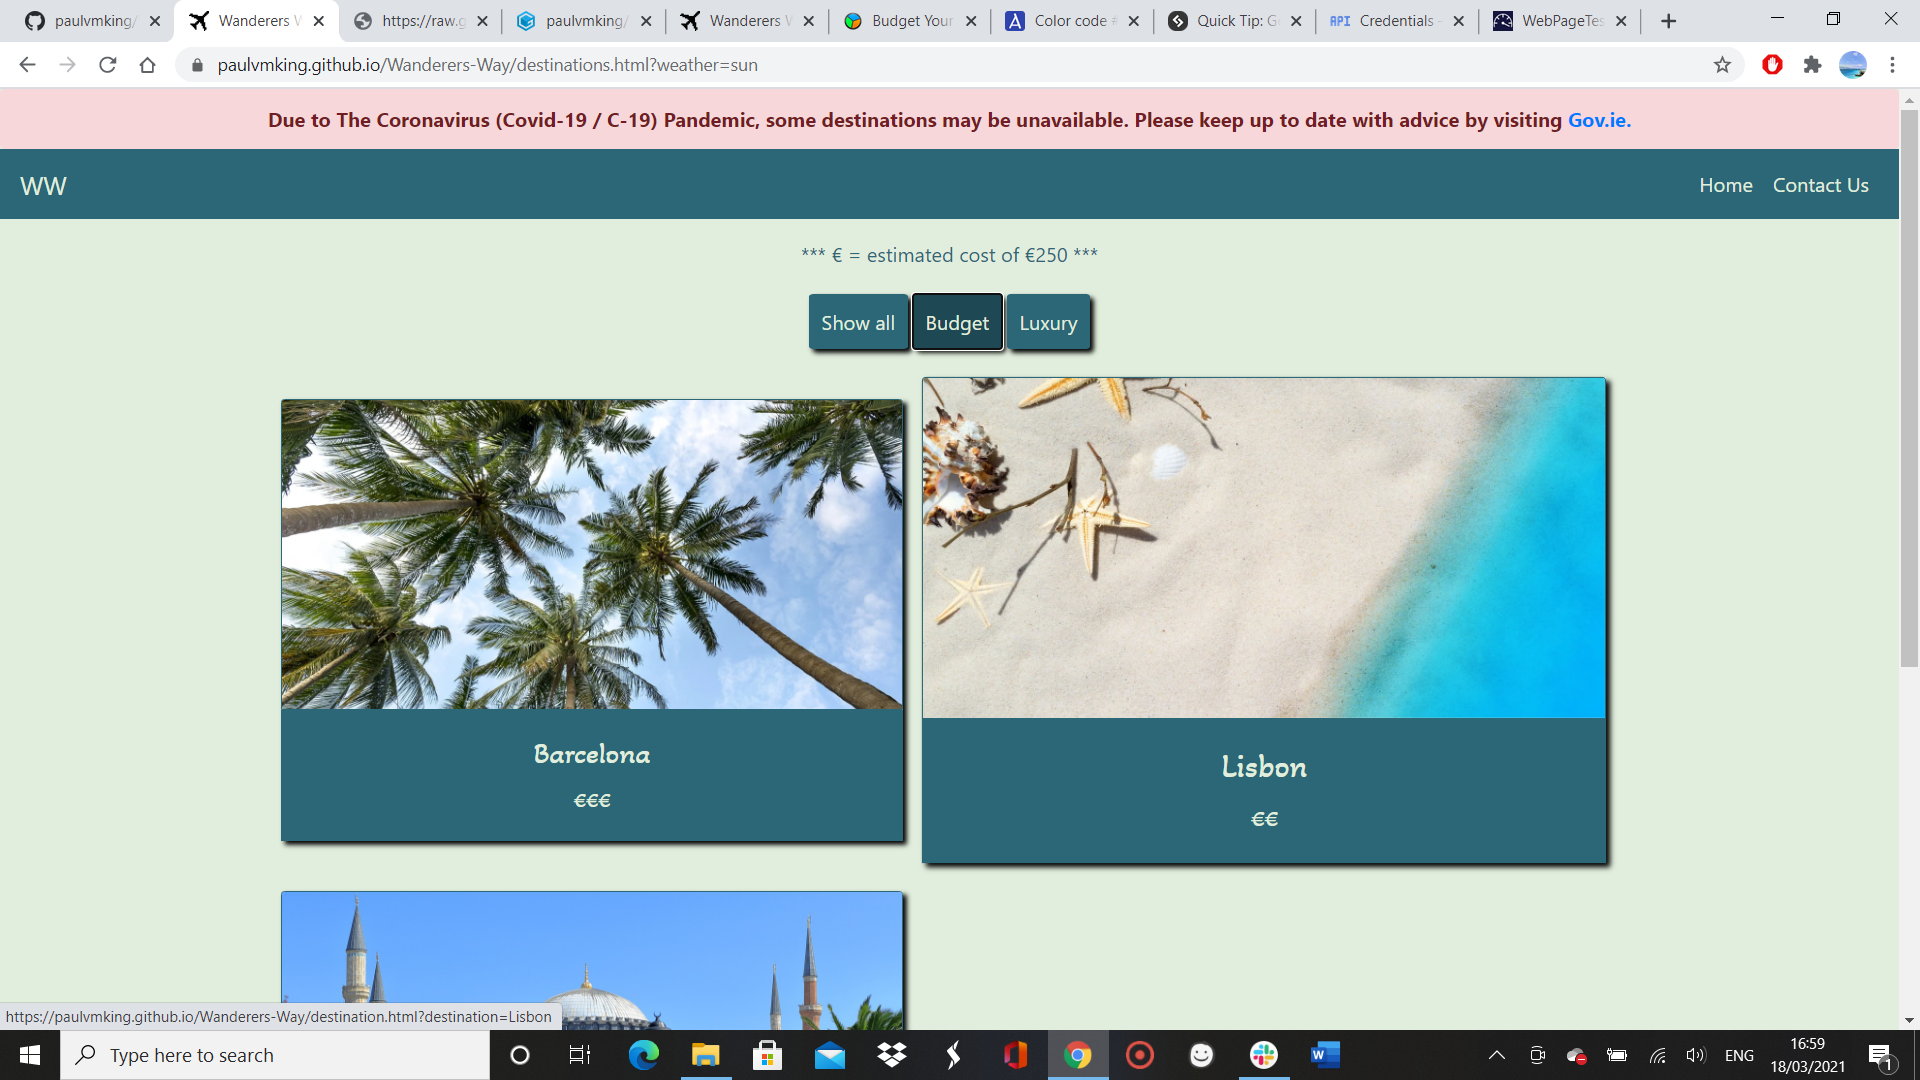 paulvmking/
Wanderers W
https://raw.g
paulvmking/
Wanderers W
Budget Your
Color code #
Quick Tip: G
API Credentials -
WebPageTes
paulvmking.github.io/Wanderers-Way/destinations.html?weather=sun
Due to The Coronavirus (Covid-19 / C-19) Pandemic, some destinations may be unavailable. Please keep up to date with advice by visiting Gov.ie.
WW
Home Contact Us
*** € = estimated cost of €250 ***
Show all Budget Luxury
Barcelona
€€€
Lisbon
€€
https://paulvmking.github.io/Wanderers-Way/destination.html?destination=Lisbon
Type here to search
ENG
16:59
18/03/2021
1